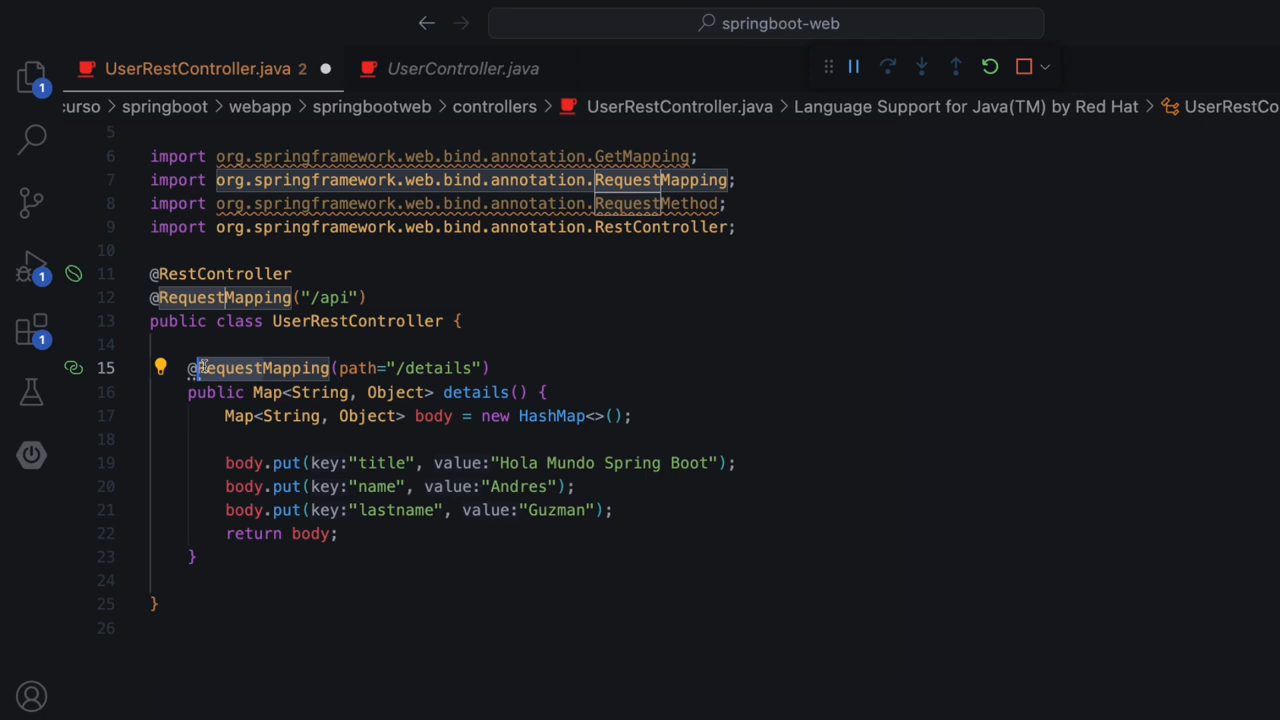 springboot-web
UserRestController.java 2
UserController.java
curso > springboot > webapp > springbootweb > controllers > UserRestController.java > Language Support for Java(TM) by Red Hat > UserRestCo
1
1
1
5
6 import org.springframework.web.bind.annotation.GetMapping;
7 import org.springframework.web.bind.annotation.RequestMapping;
8 import org.springframework.web.bind.annotation.RequestMethod;
9 import org.springframework.web.bind.annotation.RestController;
10
11 @RestController
12 @RequestMapping("/api")
13 public class UserRestController {
14
15 @RequestMapping(path="/details")
16 public Map<String, Object> details() {
17 Map<String, Object> body = new HashMap<>();
18
19 body.put(key:"title", value:"Hola Mundo Spring Boot");
20 body.put(key:"name", value:"Andres");
21 body.put(key:"lastname", value:"Guzman");
22 return body;
23 }
24
25 }
26